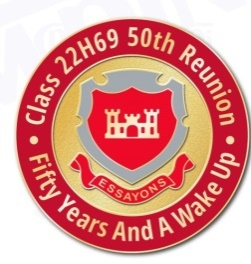 Class 22H69 50th Reunion
ESSAYONS
Fifty Years And A Wake Up